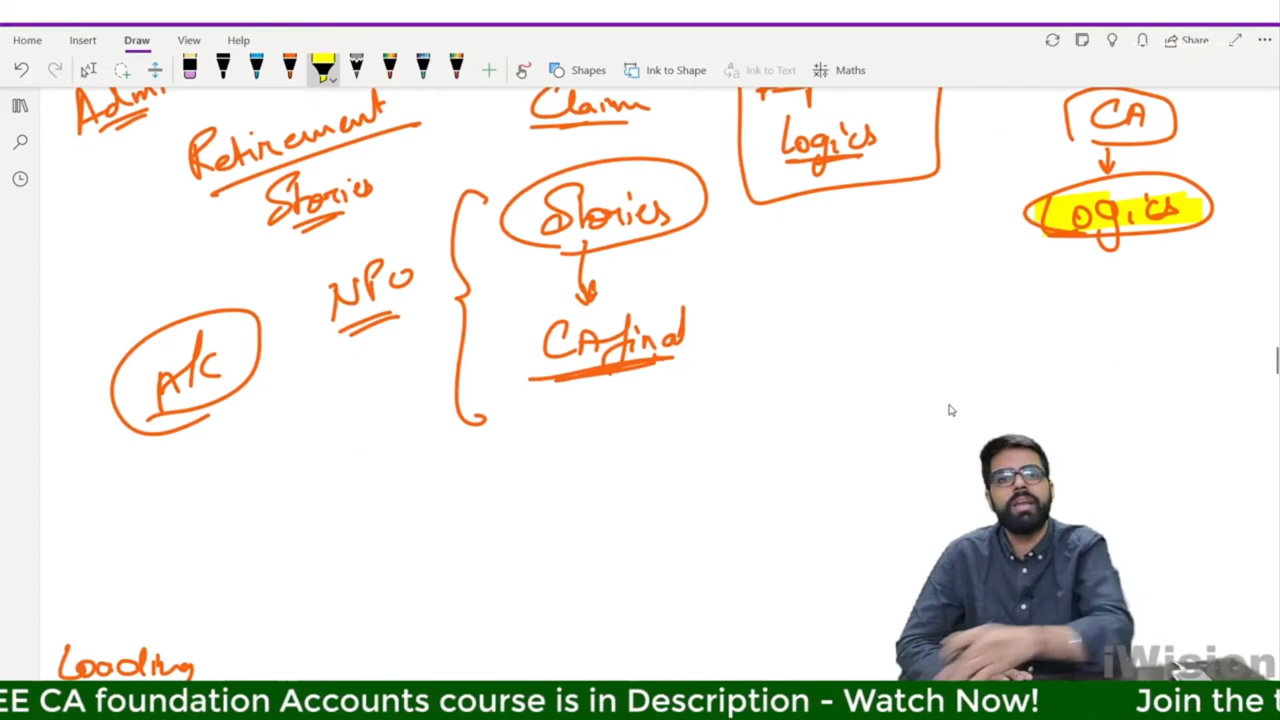 Home Insert Draw View Help
Share
Shapes Ink to Shape Ink to Text Maths
Admi
Retirement
Stories
Claim
Logics
CA
Logics
Stories
NPO
CA final
A/C
Loading
iWision
EE CA foundation Accounts course is in Description - Watch Now! Join the t